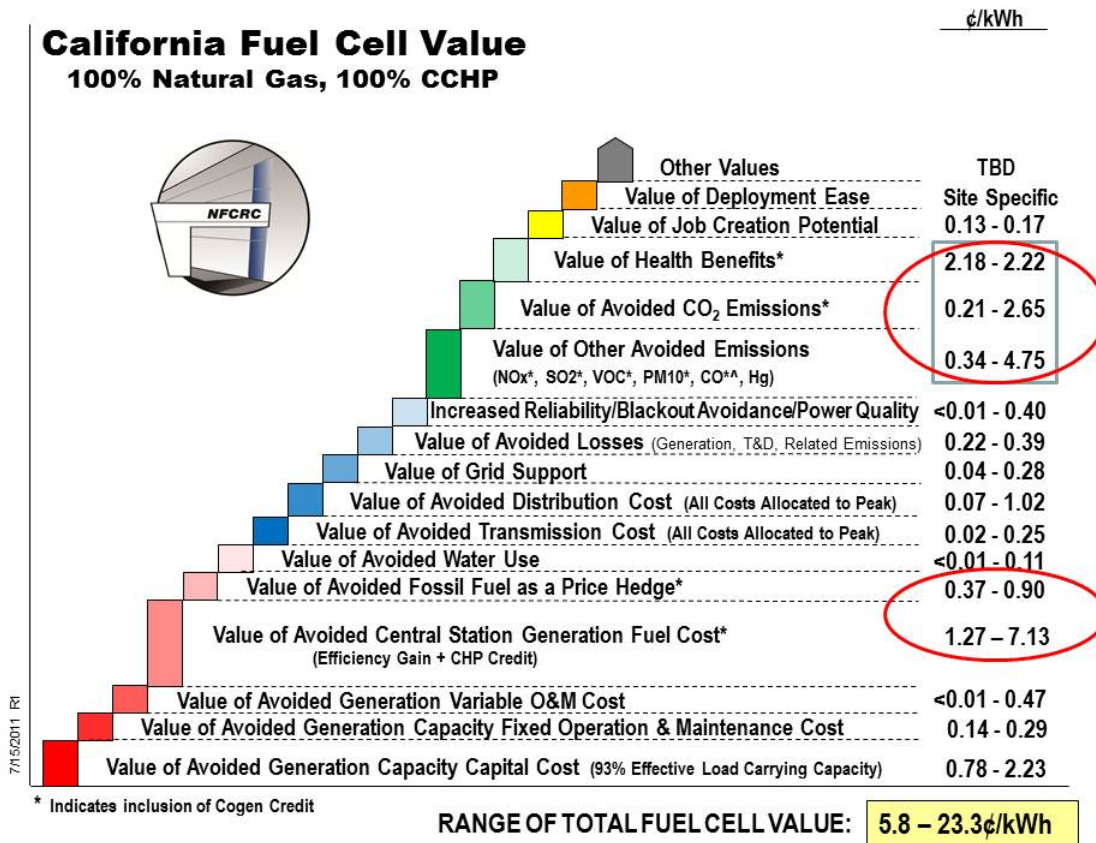 ¢/kWh
California Fuel Cell Value
100% Natural Gas, 100% CCHP
NFCRC
Other Values TBD
Value of Deployment Ease Site Specific
Value of Job Creation Potential 0.13 - 0.17
Value of Health Benefits* 2.18 - 2.22
Value of Avoided CO₂ Emissions* 0.21 - 2.65
Value of Other Avoided Emissions 0.34 - 4.75
(NOx*, SO2*, VOC*, PM10*, CO*^, Hg)
Increased Reliability/Blackout Avoidance/Power Quality <0.01 - 0.40
Value of Avoided Losses (Generation, T&D, Related Emissions) 0.22 - 0.39
Value of Grid Support 0.04 - 0.28
Value of Avoided Distribution Cost (All Costs Allocated to Peak) 0.07 - 1.02
Value of Avoided Transmission Cost (All Costs Allocated to Peak) 0.02 - 0.25
Value of Avoided Water Use <0.01 - 0.11
Value of Avoided Fossil Fuel as a Price Hedge* 0.37 - 0.90
Value of Avoided Central Station Generation Fuel Cost* 1.27 – 7.13
(Efficiency Gain + CHP Credit)
Value of Avoided Generation Variable O&M Cost <0.01 - 0.47
Value of Avoided Generation Capacity Fixed Operation & Maintenance Cost 0.14 - 0.29
Value of Avoided Generation Capacity Capital Cost (93% Effective Load Carrying Capacity) 0.78 - 2.23
7/15/2011 R1
* Indicates inclusion of Cogen Credit
RANGE OF TOTAL FUEL CELL VALUE: 5.8 – 23.3¢/kWh